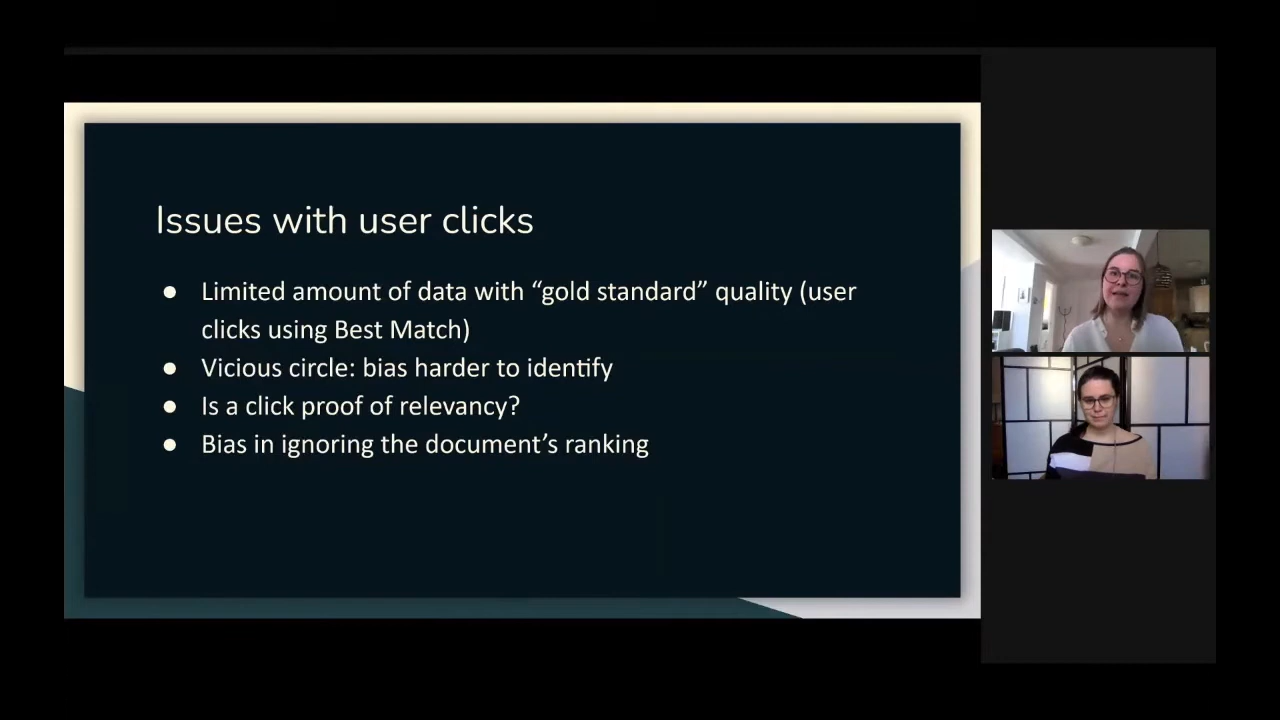 Issues with user clicks
● Limited amount of data with “gold standard” quality (user
clicks using Best Match)
● Vicious circle: bias harder to identify
● Is a click proof of relevancy?
● Bias in ignoring the document’s ranking